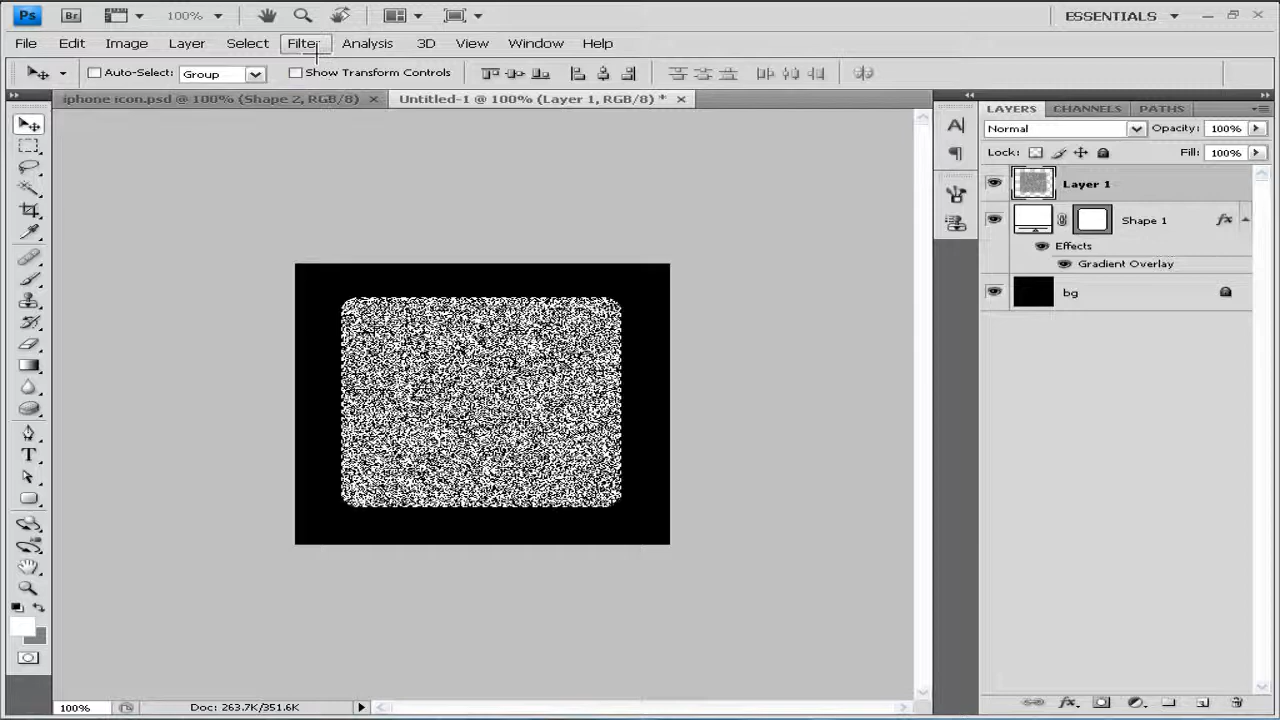 Ps Br 100% ESSENTIALS
File Edit Image Layer Select Filter Analysis 3D View Window Help
Auto-Select: Group Show Transform Controls
iphone icon.psd @ 100% (Shape 2, RGB/8) × Untitled-1 @ 100% (Layer 1, RGB/8) * ×
LAYERS CHANNELS PATHS
Normal Opacity: 100%
Lock: Fill: 100%
Layer 1
Shape 1 fx
Effects
Gradient Overlay
bg
100% Doc: 263.7K/351.6K